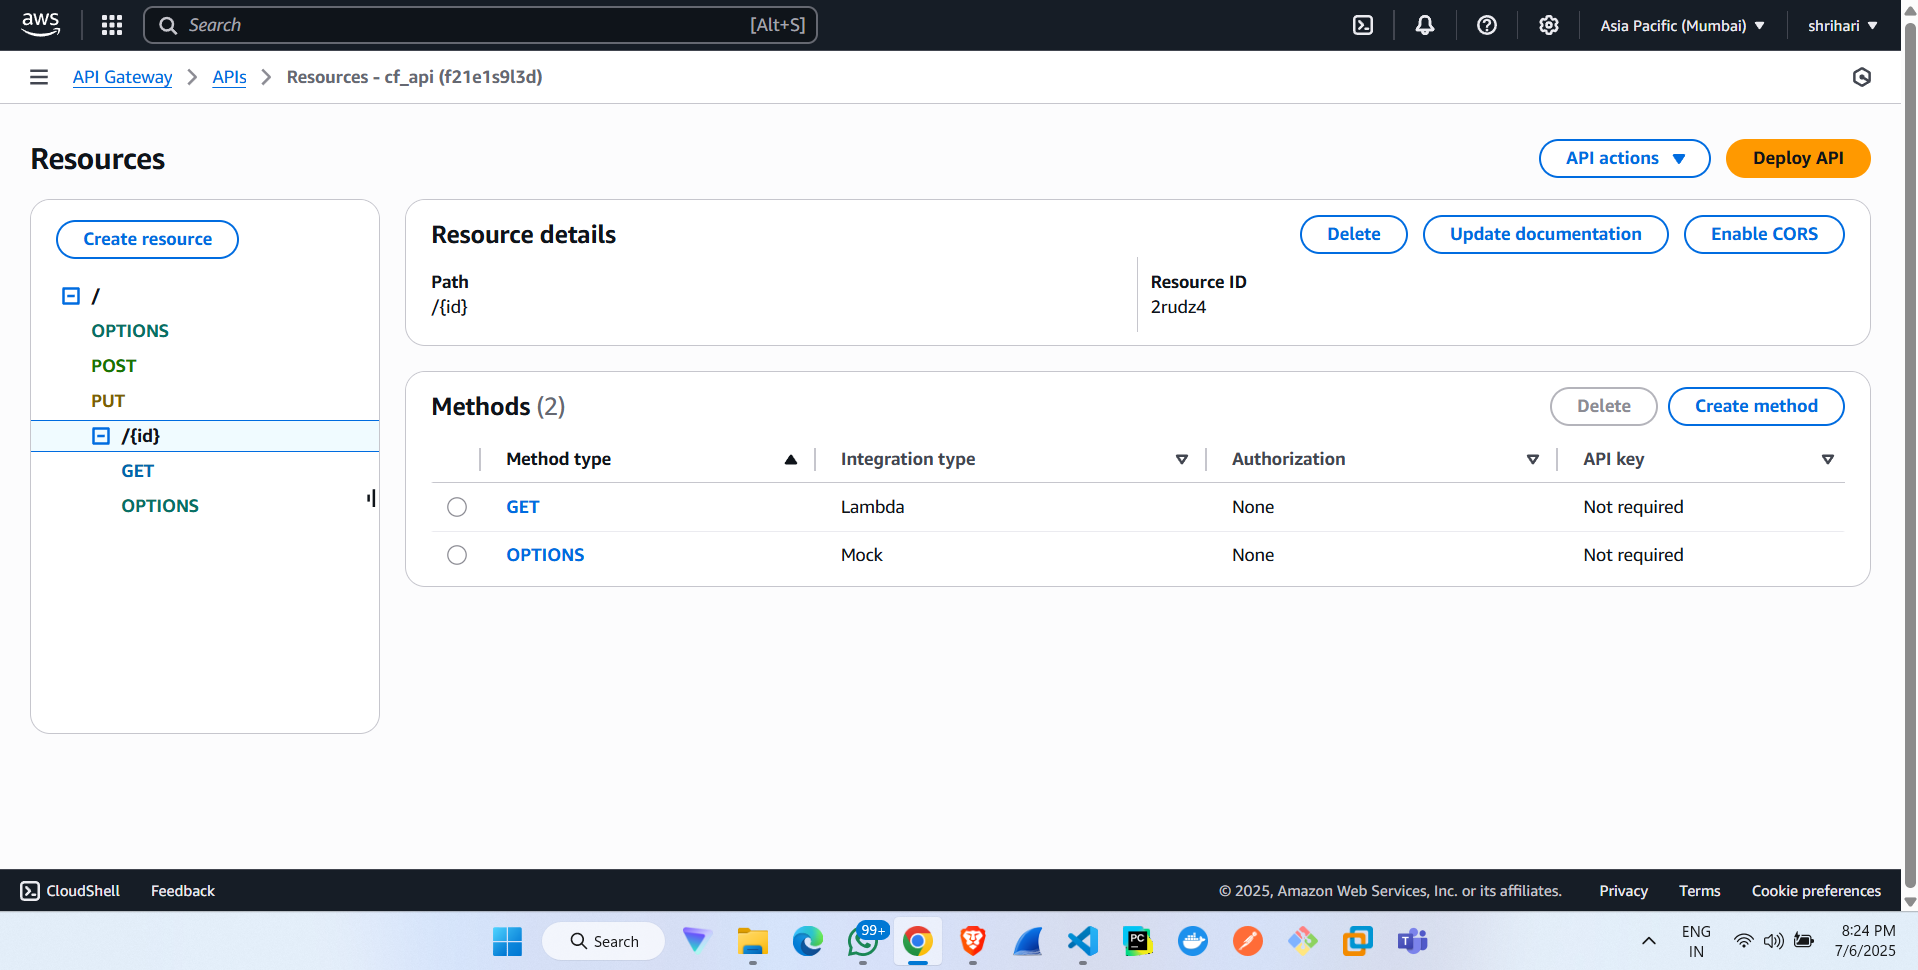 aws
Search
[Alt+S]
Asia Pacific (Mumbai)
shrihari
API Gateway
APIs
Resources - cf_api (f21e1s9l3d)
Resources
API actions
Deploy API
Create resource
/
OPTIONS
POST
PUT
/{id}
GET
OPTIONS
Resource details
Delete
Update documentation
Enable CORS
Path
/{id}
Resource ID
2rudz4
Methods (2)
Delete
Create method
Method type
Integration type
Authorization
API key
GET
Lambda
None
Not required
OPTIONS
Mock
None
Not required
CloudShell
Feedback
© 2025, Amazon Web Services, Inc. or its affiliates.
Privacy
Terms
Cookie preferences
Search
99+
PC
T
ENG
IN
8:24 PM
7/6/2025